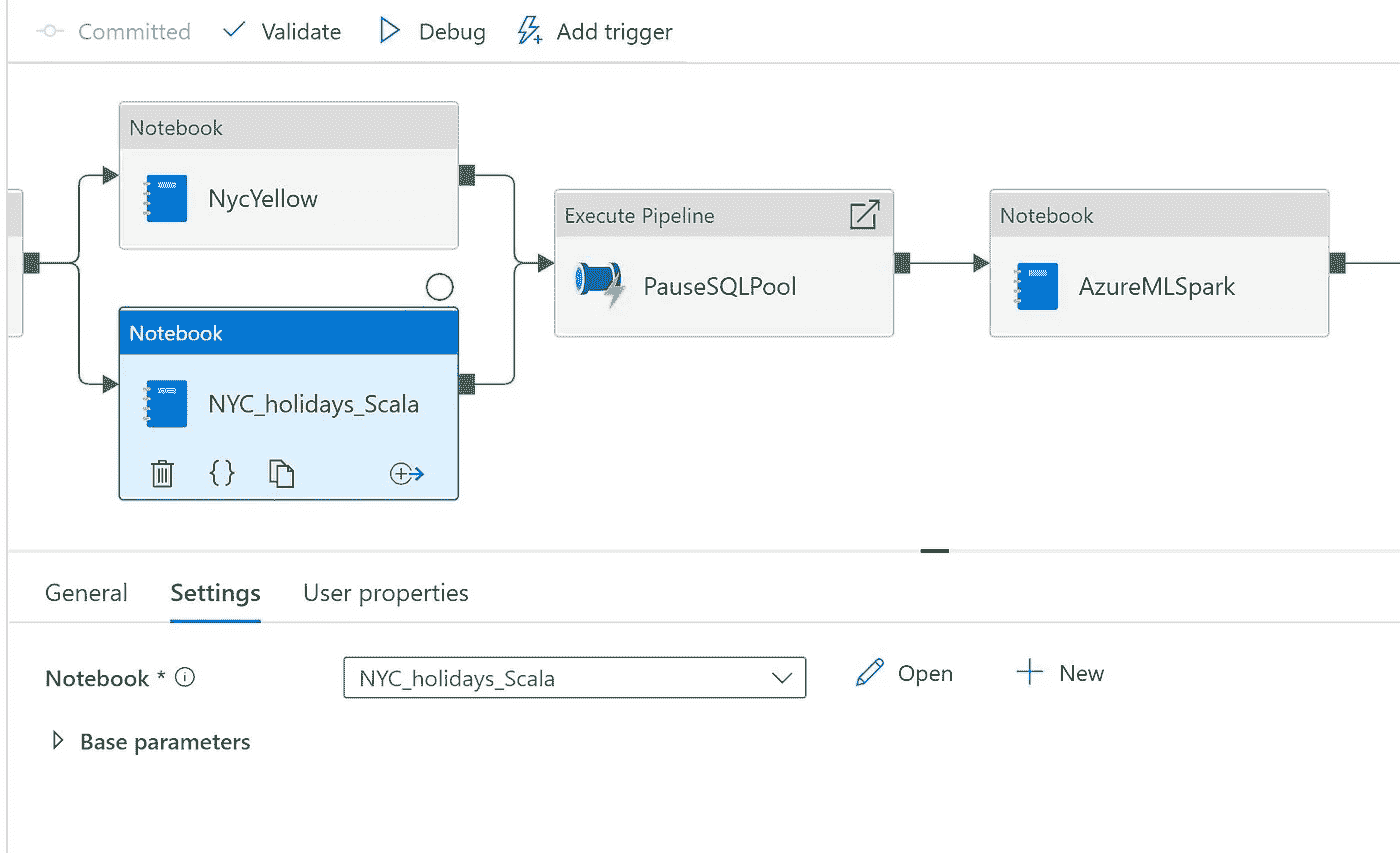 Committed Validate Debug Add trigger
Notebook
NycYellow
Execute Pipeline
PauseSQLPool
Notebook
AzureMLSpark
Notebook
NYC_holidays_Scala
General Settings User properties
Notebook * NYC_holidays_Scala Open New
Base parameters